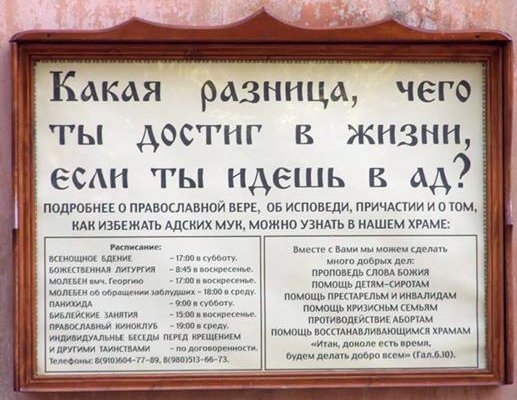 Какая разница, чего
ты достиг в жизни,
если ты идешь в ад?
ПОДРОБНЕЕ О ПРАВОСЛАВНОЙ ВЕРЕ, ОБ ИСПОВЕДИ, ПРИЧАСТИИ И О ТОМ,
КАК ИЗБЕЖАТЬ АДСКИХ МУК, МОЖНО УЗНАТЬ В НАШЕМ ХРАМЕ:
Расписание:
ВСЕНОЩНОЕ БДЕНИЕ – 17:00 в субботу.
БОЖЕСТВЕННАЯ ЛИТУРГИЯ – 8:45 в воскресенье.
МОЛЕБЕН вмч. Георгию – 17:00 в воскресенье.
МОЛЕБЕН об обращении заблудших – 18:00 в среду.
ПАНИХИДА – 9:00 в субботу.
БИБЛЕЙСКИЕ ЗАНЯТИЯ – 15:00 в воскресенье.
ПРАВОСЛАВНЫЙ КИНОКЛУБ – 19:00 в среду.
ИНДИВИДУАЛЬНЫЕ БЕСЕДЫ ПЕРЕД КРЕЩЕНИЕМ
И ДРУГИМИ ТАИНСТВАМИ – по договоренности.
Телефоны: 8(910)604–77–89, 8(980)513–66–73.
Вместе с Вами мы можем сделать
много добрых дел:
ПРОПОВЕДЬ СЛОВА БОЖИЯ
ПОМОЩЬ ДЕТЯМ–СИРОТАМ
ПОМОЩЬ ПРЕСТАРЕЛЫМ И ИНВАЛИДАМ
ПОМОЩЬ КРИЗИСНЫМ СЕМЬЯМ
ПРОТИВОДЕЙСТВИЕ АБОРТАМ
ПОМОЩЬ ВОССТАНАВЛИВАЮЩИМСЯ ХРАМАМ
«Итак, доколе есть время,
будем делать добро всем» (Гал.6.10).